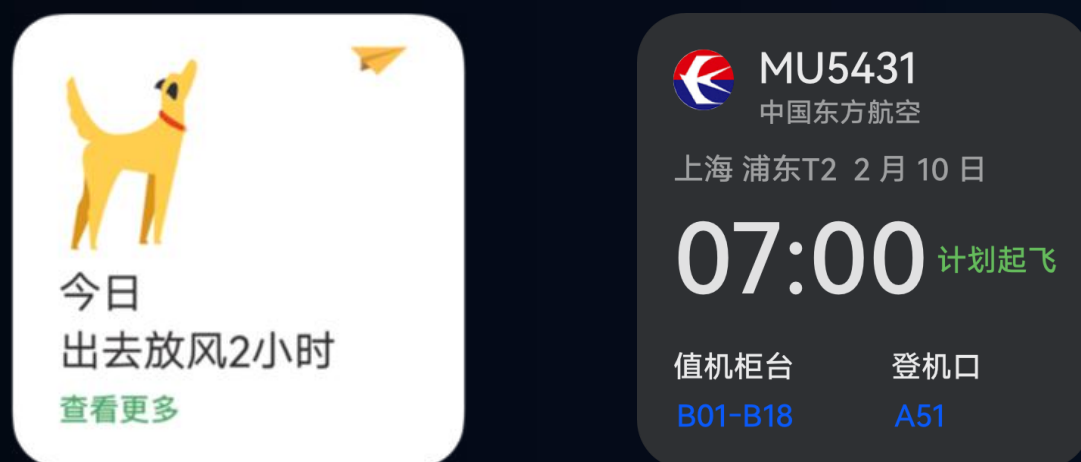 今日
出去放风2小时
查看更多
MU5431
中国东方航空
上海 浦东T2 2 月 10 日
07:00 计划起飞
值机柜台 登机口
B01-B18 A51